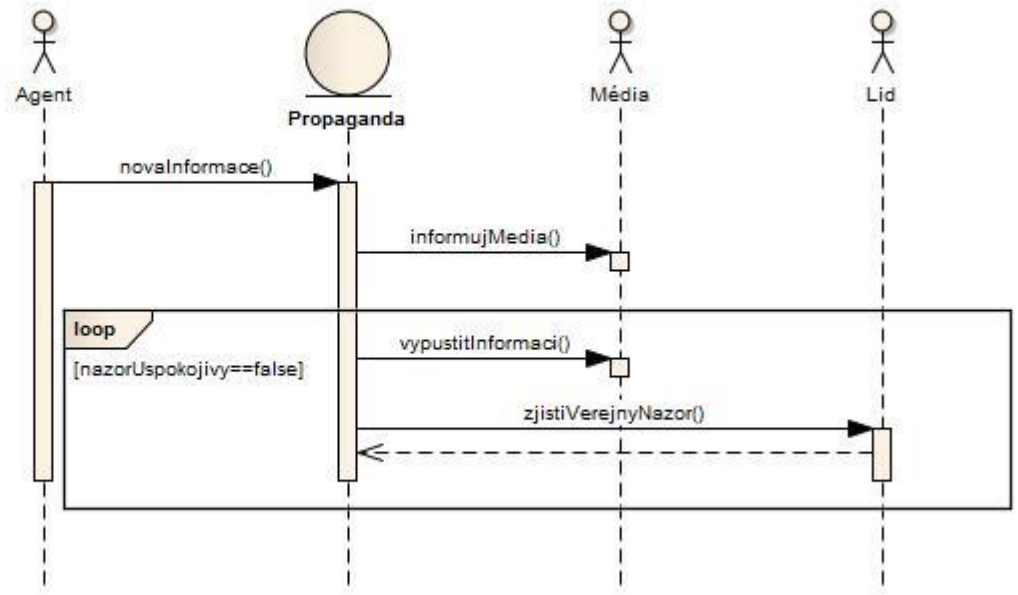 Agent
Propaganda
Média
Lid
novaInformace()
informujMedia()
loop
[nazorUspokojivy==false]
vypustitInformaci()
zjistiVerejnyNazor()